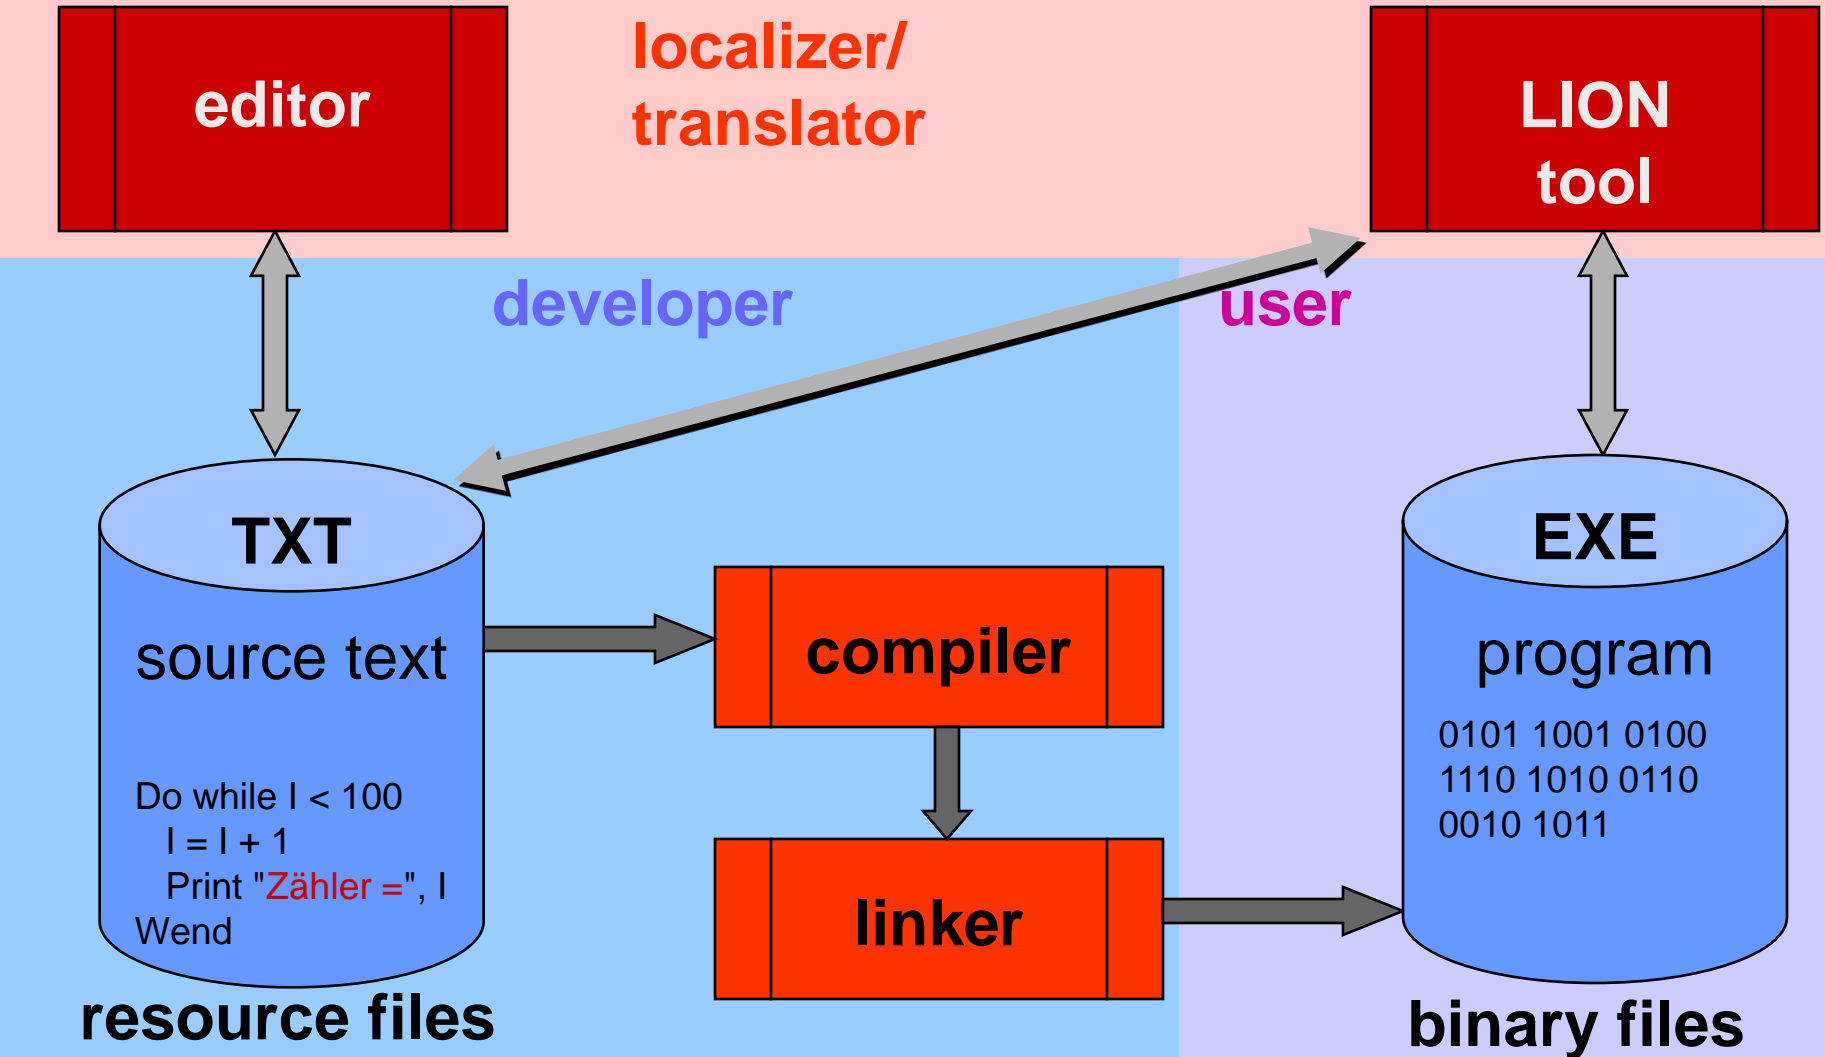 editor
localizer/
translator
LION
tool
developer
user
TXT
source text
Do while I < 100
I = I + 1
Print "Zähler =", I
Wend
resource files
compiler
linker
EXE
program
0101 1001 0100
1110 1010 0110
0010 1011
binary files